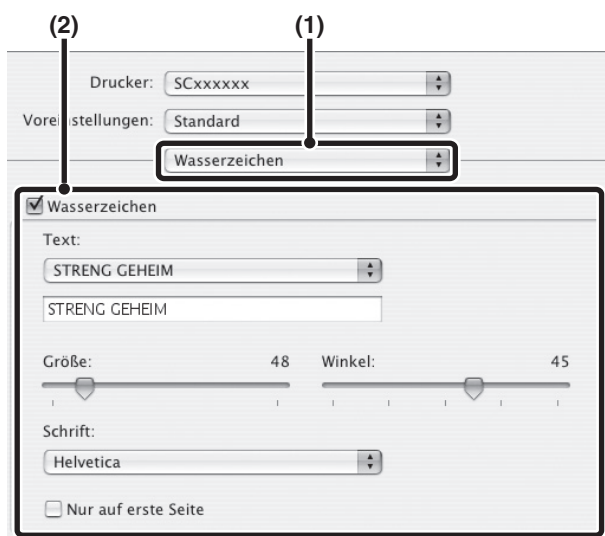 (2) (1)
Drucker: SCxxxxxx
Voreinstellungen: Standard
Wasserzeichen
Wasserzeichen
Text:
STRENG GEHEIM
STRENG GEHEIM
Größe: 48 Winkel: 45
Schrift:
Helvetica
Nur auf erste Seite